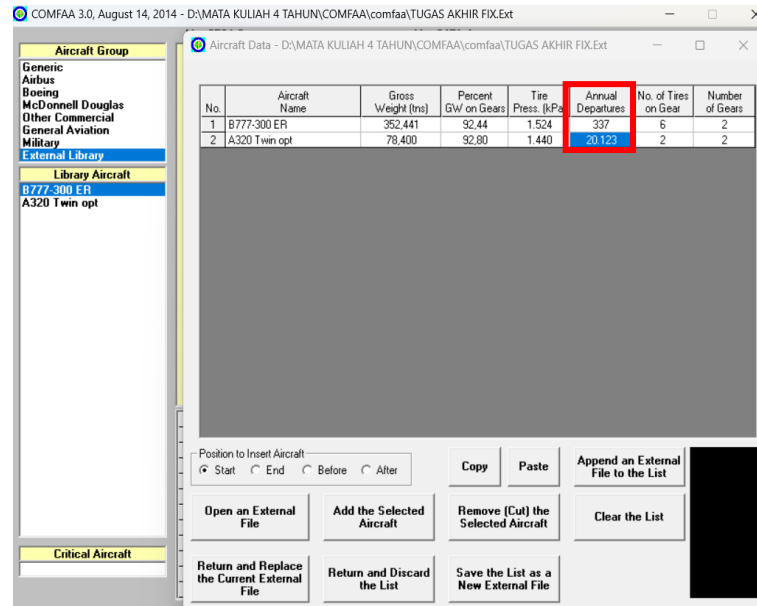 COMFAA 3.0, August 14, 2014 - D:\MATA KULIAH 4 TAHUN\COMFAA\comfaa\TUGAS AKHIR FIX.Ext
Aircraft Group
Generic
Airbus
Boeing
McDonnell Douglas
Other Commercial
General Aviation
Military
External Library
Library Aircraft
B777-300 ER
A320 Twin opt
Critical Aircraft
Aircraft Data - D:\MATA KULIAH 4 TAHUN\COMFAA\comfaa\TUGAS AKHIR FIX.Ext
No. Aircraft Name Gross Weight (tns) Percent GW on Gears Tire Press. (kPa Annual Departures No. of Tires on Gear Number of Gears
1 B777-300 ER 352,441 92,44 1.524 337 6 2
2 A320 Twin opt 78,400 92,80 1.440 20.123 2 2
Position to Insert Aircraft
Start End Before After
Copy
Paste
Append an External File to the List
Open an External File
Add the Selected Aircraft
Remove (Cut) the Selected Aircraft
Clear the List
Return and Replace the Current External File
Return and Discard the List
Save the List as a New External File